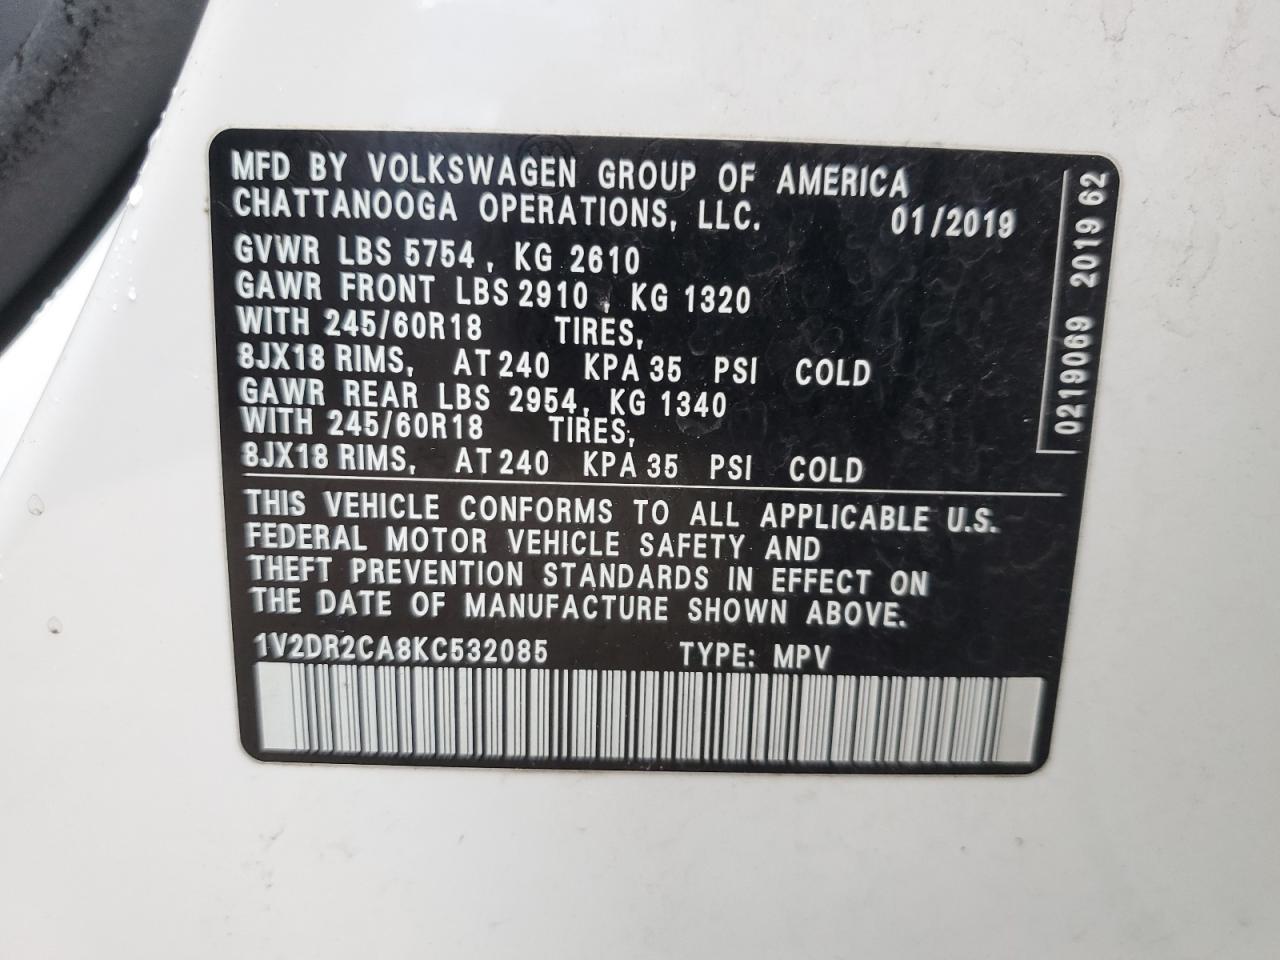 MFD BY VOLKSWAGEN GROUP OF AMERICA
CHATTANOOGA OPERATIONS, LLC. 01/2019
GVWR LBS 5754, KG 2610
GAWR FRONT LBS 2910, KG 1320
WITH 245/60R18 TIRES,
8JX18 RIMS, AT 240 KPA 35 PSI COLD
GAWR REAR LBS 2954, KG 1340
WITH 245/60R18 TIRES,
8JX18 RIMS, AT 240 KPA 35 PSI COLD
THIS VEHICLE CONFORMS TO ALL APPLICABLE U.S.
FEDERAL MOTOR VEHICLE SAFETY AND
THEFT PREVENTION STANDARDS IN EFFECT ON
THE DATE OF MANUFACTURE SHOWN ABOVE.
1V2DR2CA8KC532085 TYPE: MPV
0219069 2019 62